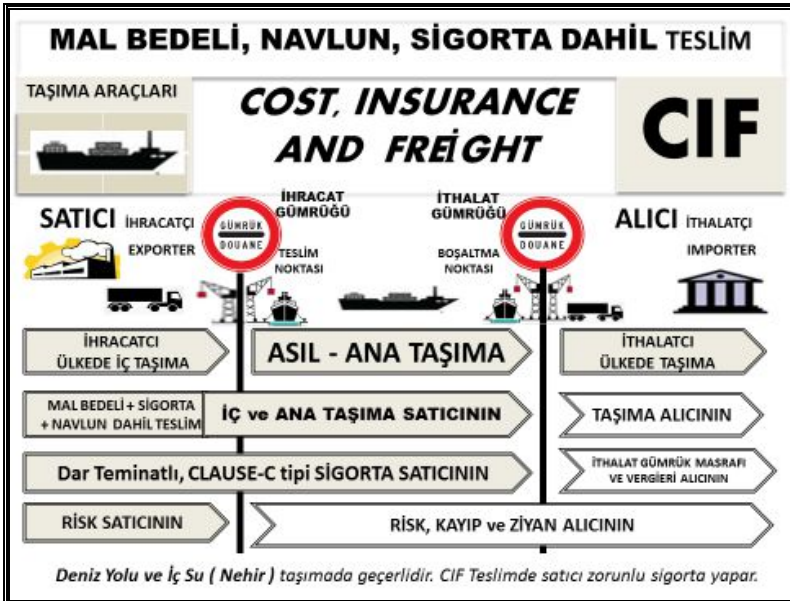 MAL BEDELİ, NAVLUN, SİGORTA DAHİL TESLİM
TAŞIMA ARAÇLARI
COST, INSURANCE
AND FREİGHT
CIF
SATICI İHRACATÇI
EXPORTER
GÜMRÜK
DOUANE
İHRACAT
GÜMRÜĞÜ
TESLİM
NOKTASI
İTHALAT
GÜMRÜĞÜ
BOŞALTMA
NOKTASI
GÜMRÜK
DOUANE
ALICI İTHALATÇI
IMPORTER
İHRACATCI
ÜLKEDE İÇ TAŞIMA
ASIL - ANA TAŞIMA
İTHALATCI
ÜLKEDE TAŞIMA
MAL BEDELİ + SİGORTA
+ NAVLUN DAHİL TESLİM
İÇ ve ANA TAŞIMA SATICININ
TAŞIMA ALICININ
Dar Teminatlı, CLAUSE-C tipi SİGORTA SATICININ
İTHALAT GÜMRÜK MASRAFI
VE VERGİERİ ALICININ
RİSK SATICININ
RİSK, KAYIP ve ZİYAN ALICININ
Deniz Yolu ve İç Su ( Nehir ) taşımada geçerlidir. CIF Teslimde satıcı zorunlu sigorta yapar.